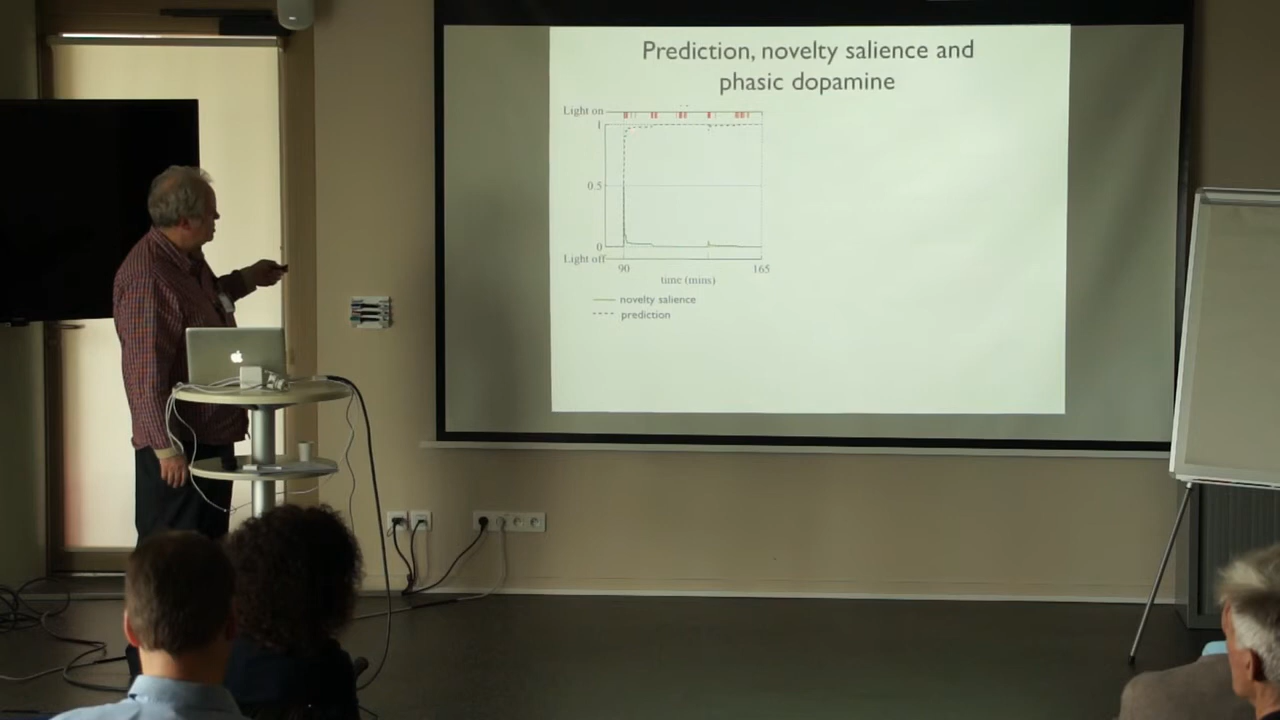 Prediction, novelty salience and
phasic dopamine
Light on
1
0.5
0
Light off
90
165
time (mins)
novelty salience
prediction